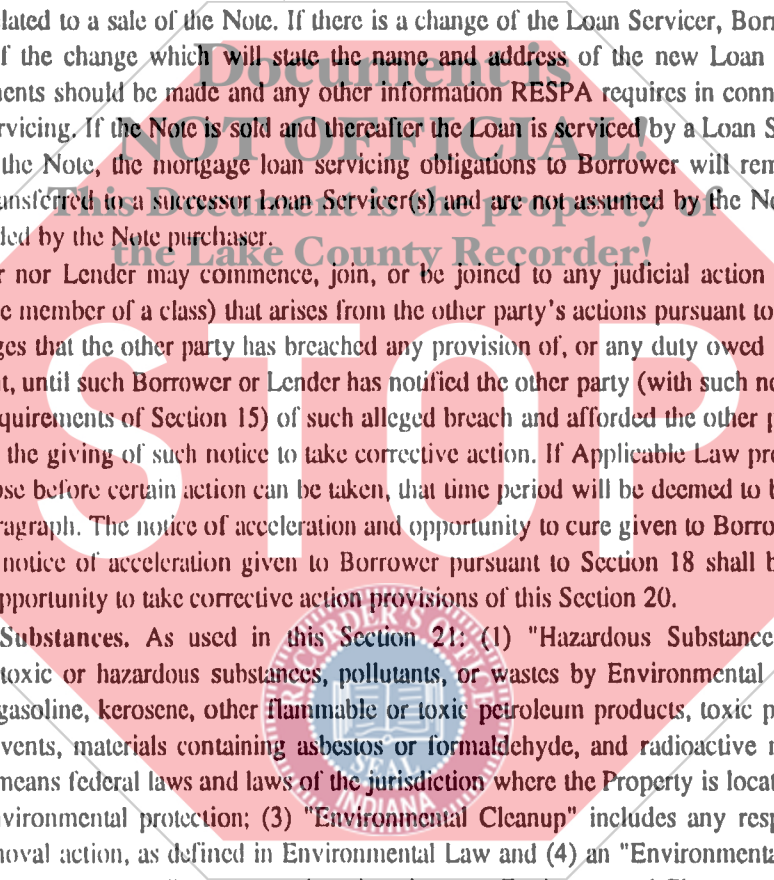 lated to a sale of the Note. If there is a change of the Loan Servicer, Borr
f the change which will state the name and address of the new Loan
nents should be made and any other information RESPA requires in conn
rvicing. If the Note is sold and thereafter the Loan is serviced by a Loan S
the Note, the mortgage loan servicing obligations to Borrower will rem
ansferred to a successor Loan Servicer(s) and are not assumed by the No
led by the Note purchaser.
r nor Lender may commence, join, or be joined to any judicial action
e member of a class) that arises from the other party's actions pursuant to
ges that the other party has breached any provision of, or any duty owed
t, until such Borrower or Lender has notified the other party (with such no
quirements of Section 15) of such alleged breach and afforded the other p
the giving of such notice to take corrective action. If Applicable Law pro
ose before certain action can be taken, that time period will be deemed to b
ragraph. The notice of acceleration and opportunity to cure given to Borro
notice of acceleration given to Borrower pursuant to Section 18 shall b
pportunity to take corrective action provisions of this Section 20.
Substances. As used in this Section 21: (1) "Hazardous Substance
toxic or hazardous substances, pollutants, or wastes by Environmental
gasoline, kerosene, other flammable or toxic petroleum products, toxic p
vents, materials containing asbestos or formaldehyde, and radioactive m
means federal laws and laws of the jurisdiction where the Property is locat
nvironmental protection; (3) "Environmental Cleanup" includes any resp
noval action, as defined in Environmental Law and (4) an "Environmenta
Document is
NOT OFFICIAL!
This Document is the property of
the Lake County Recorder!
STOP
RECORDER'S OFFICE
SEAL
INDIANA